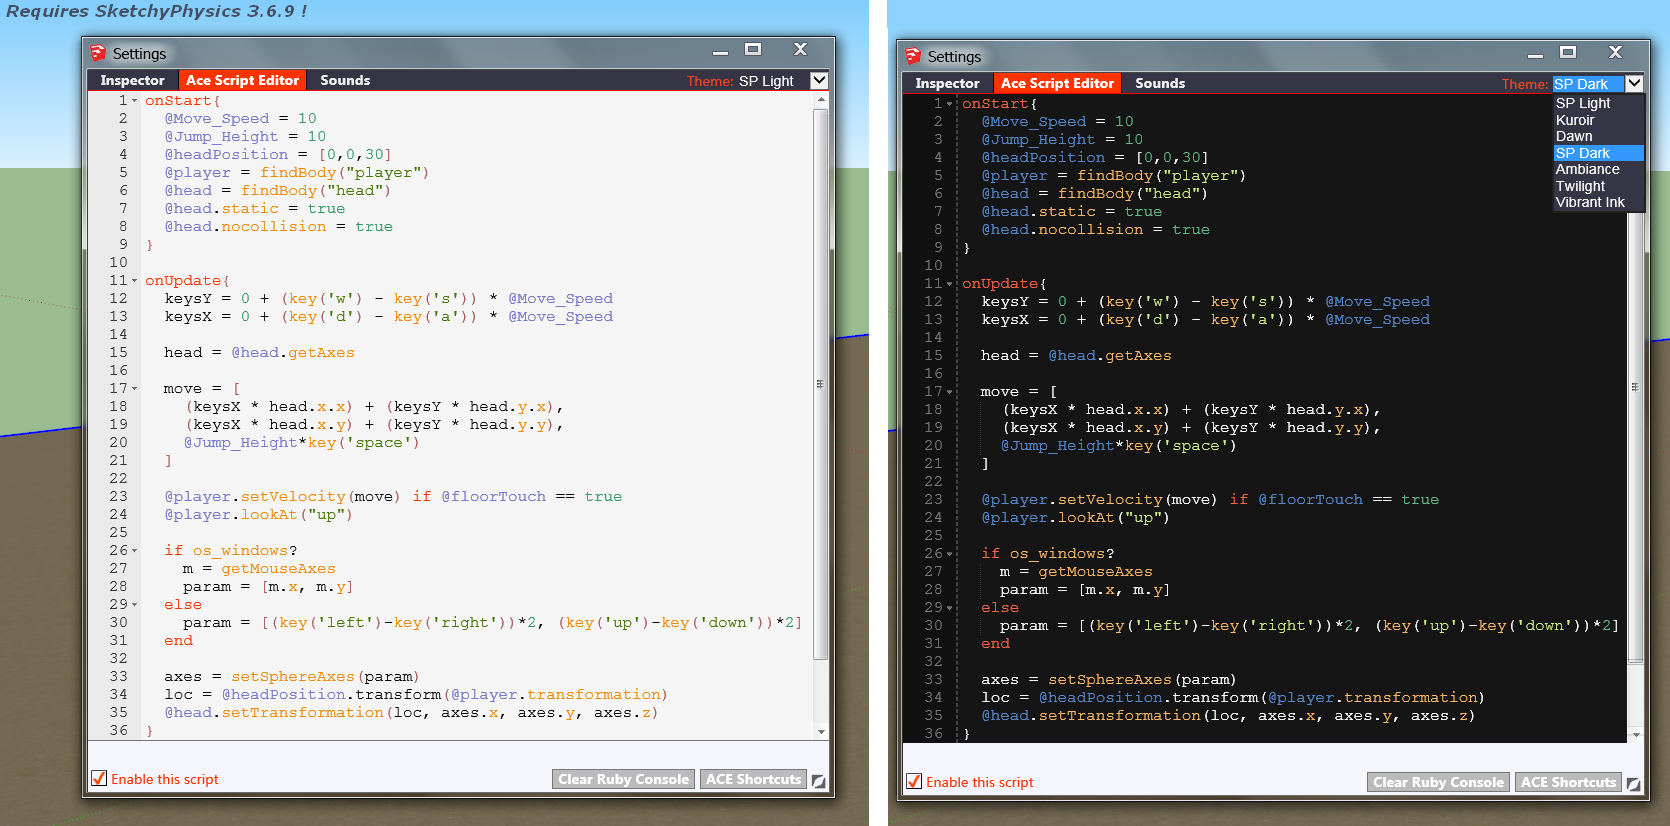 Requires SketchyPhysics 3.6.9 !
Settings
Inspector Ace Script Editor Sounds Theme: SP Light
1 onStart{
2 @Move_Speed = 10
3 @Jump_Height = 10
4 @headPosition = [0,0,30]
5 @player = findBody("player")
6 @head = findBody("head")
7 @head.static = true
8 @head.nocollision = true
9 }
10
11 onUpdate{
12 keysY = 0 + (key('w') - key('s')) * @Move_Speed
13 keysX = 0 + (key('d') - key('a')) * @Move_Speed
14
15 head = @head.getAxes
16
17 move = [
18 (keysX * head.x.x) + (keysY * head.y.x),
19 (keysX * head.x.y) + (keysY * head.y.y),
20 @Jump_Height*key('space')
21 ]
22
23 @player.setVelocity(move) if @floorTouch == true
24 @player.lookAt("up")
25
26 if os_windows?
27 m = getMouseAxes
28 param = [m.x, m.y]
29 else
30 param = [(key('left')-key('right'))*2, (key('up')-key('down'))*2]
31 end
32
33 axes = setSphereAxes(param)
34 loc = @headPosition.transform(@player.transformation)
35 @head.setTransformation(loc, axes.x, axes.y, axes.z)
36 }
Enable this script Clear Ruby Console ACE Shortcuts
Settings
Inspector Ace Script Editor Sounds Theme: SP Dark
SP Light
Kuroir
Dawn
SP Dark
Ambiance
Twilight
Vibrant Ink
1 onStart{
2 @Move_Speed = 10
3 @Jump_Height = 10
4 @headPosition = [0,0,30]
5 @player = findBody("player")
6 @head = findBody("head")
7 @head.static = true
8 @head.nocollision = true
9 }
10
11 onUpdate{
12 keysY = 0 + (key('w') - key('s')) * @Move_Speed
13 keysX = 0 + (key('d') - key('a')) * @Move_Speed
14
15 head = @head.getAxes
16
17 move = [
18 (keysX * head.x.x) + (keysY * head.y.x),
19 (keysX * head.x.y) + (keysY * head.y.y),
20 @Jump_Height*key('space')
21 ]
22
23 @player.setVelocity(move) if @floorTouch == true
24 @player.lookAt("up")
25
26 if os_windows?
27 m = getMouseAxes
28 param = [m.x, m.y]
29 else
30 param = [(key('left')-key('right'))*2, (key('up')-key('down'))*2]
31 end
32
33 axes = setSphereAxes(param)
34 loc = @headPosition.transform(@player.transformation)
35 @head.setTransformation(loc, axes.x, axes.y, axes.z)
36 }
Enable this script Clear Ruby Console ACE Shortcuts